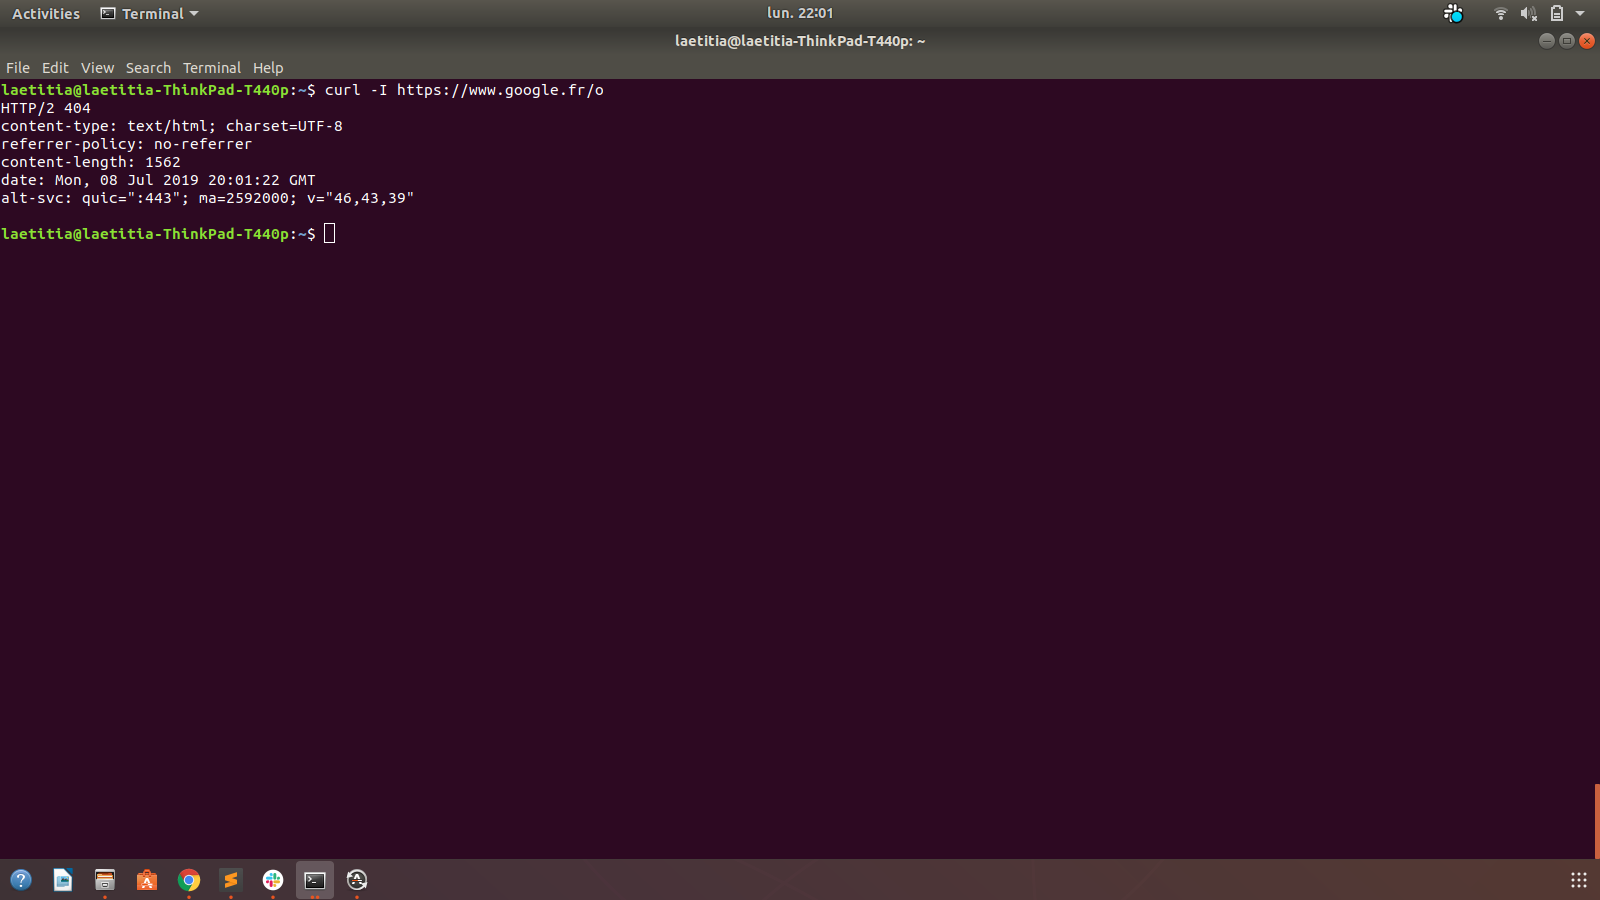 Activities Terminal lun. 22:01
laetitia@laetitia-ThinkPad-T440p: ~
File Edit View Search Terminal Help
laetitia@laetitia-ThinkPad-T440p:~$ curl -I https://www.google.fr/o
HTTP/2 404
content-type: text/html; charset=UTF-8
referrer-policy: no-referrer
content-length: 1562
date: Mon, 08 Jul 2019 20:01:22 GMT
alt-svc: quic=":443"; ma=2592000; v="46,43,39"
laetitia@laetitia-ThinkPad-T440p:~$